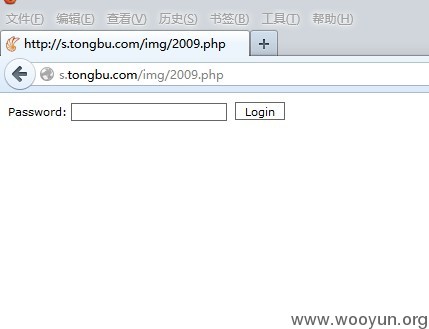 文件(F) 编辑(E) 查看(V) 历史(S) 书签(B) 工具(T) 帮助(H)
http://s.tongbu.com/img/2009.php
s.tongbu.com/img/2009.php
Password: Login
www.wooyun.org